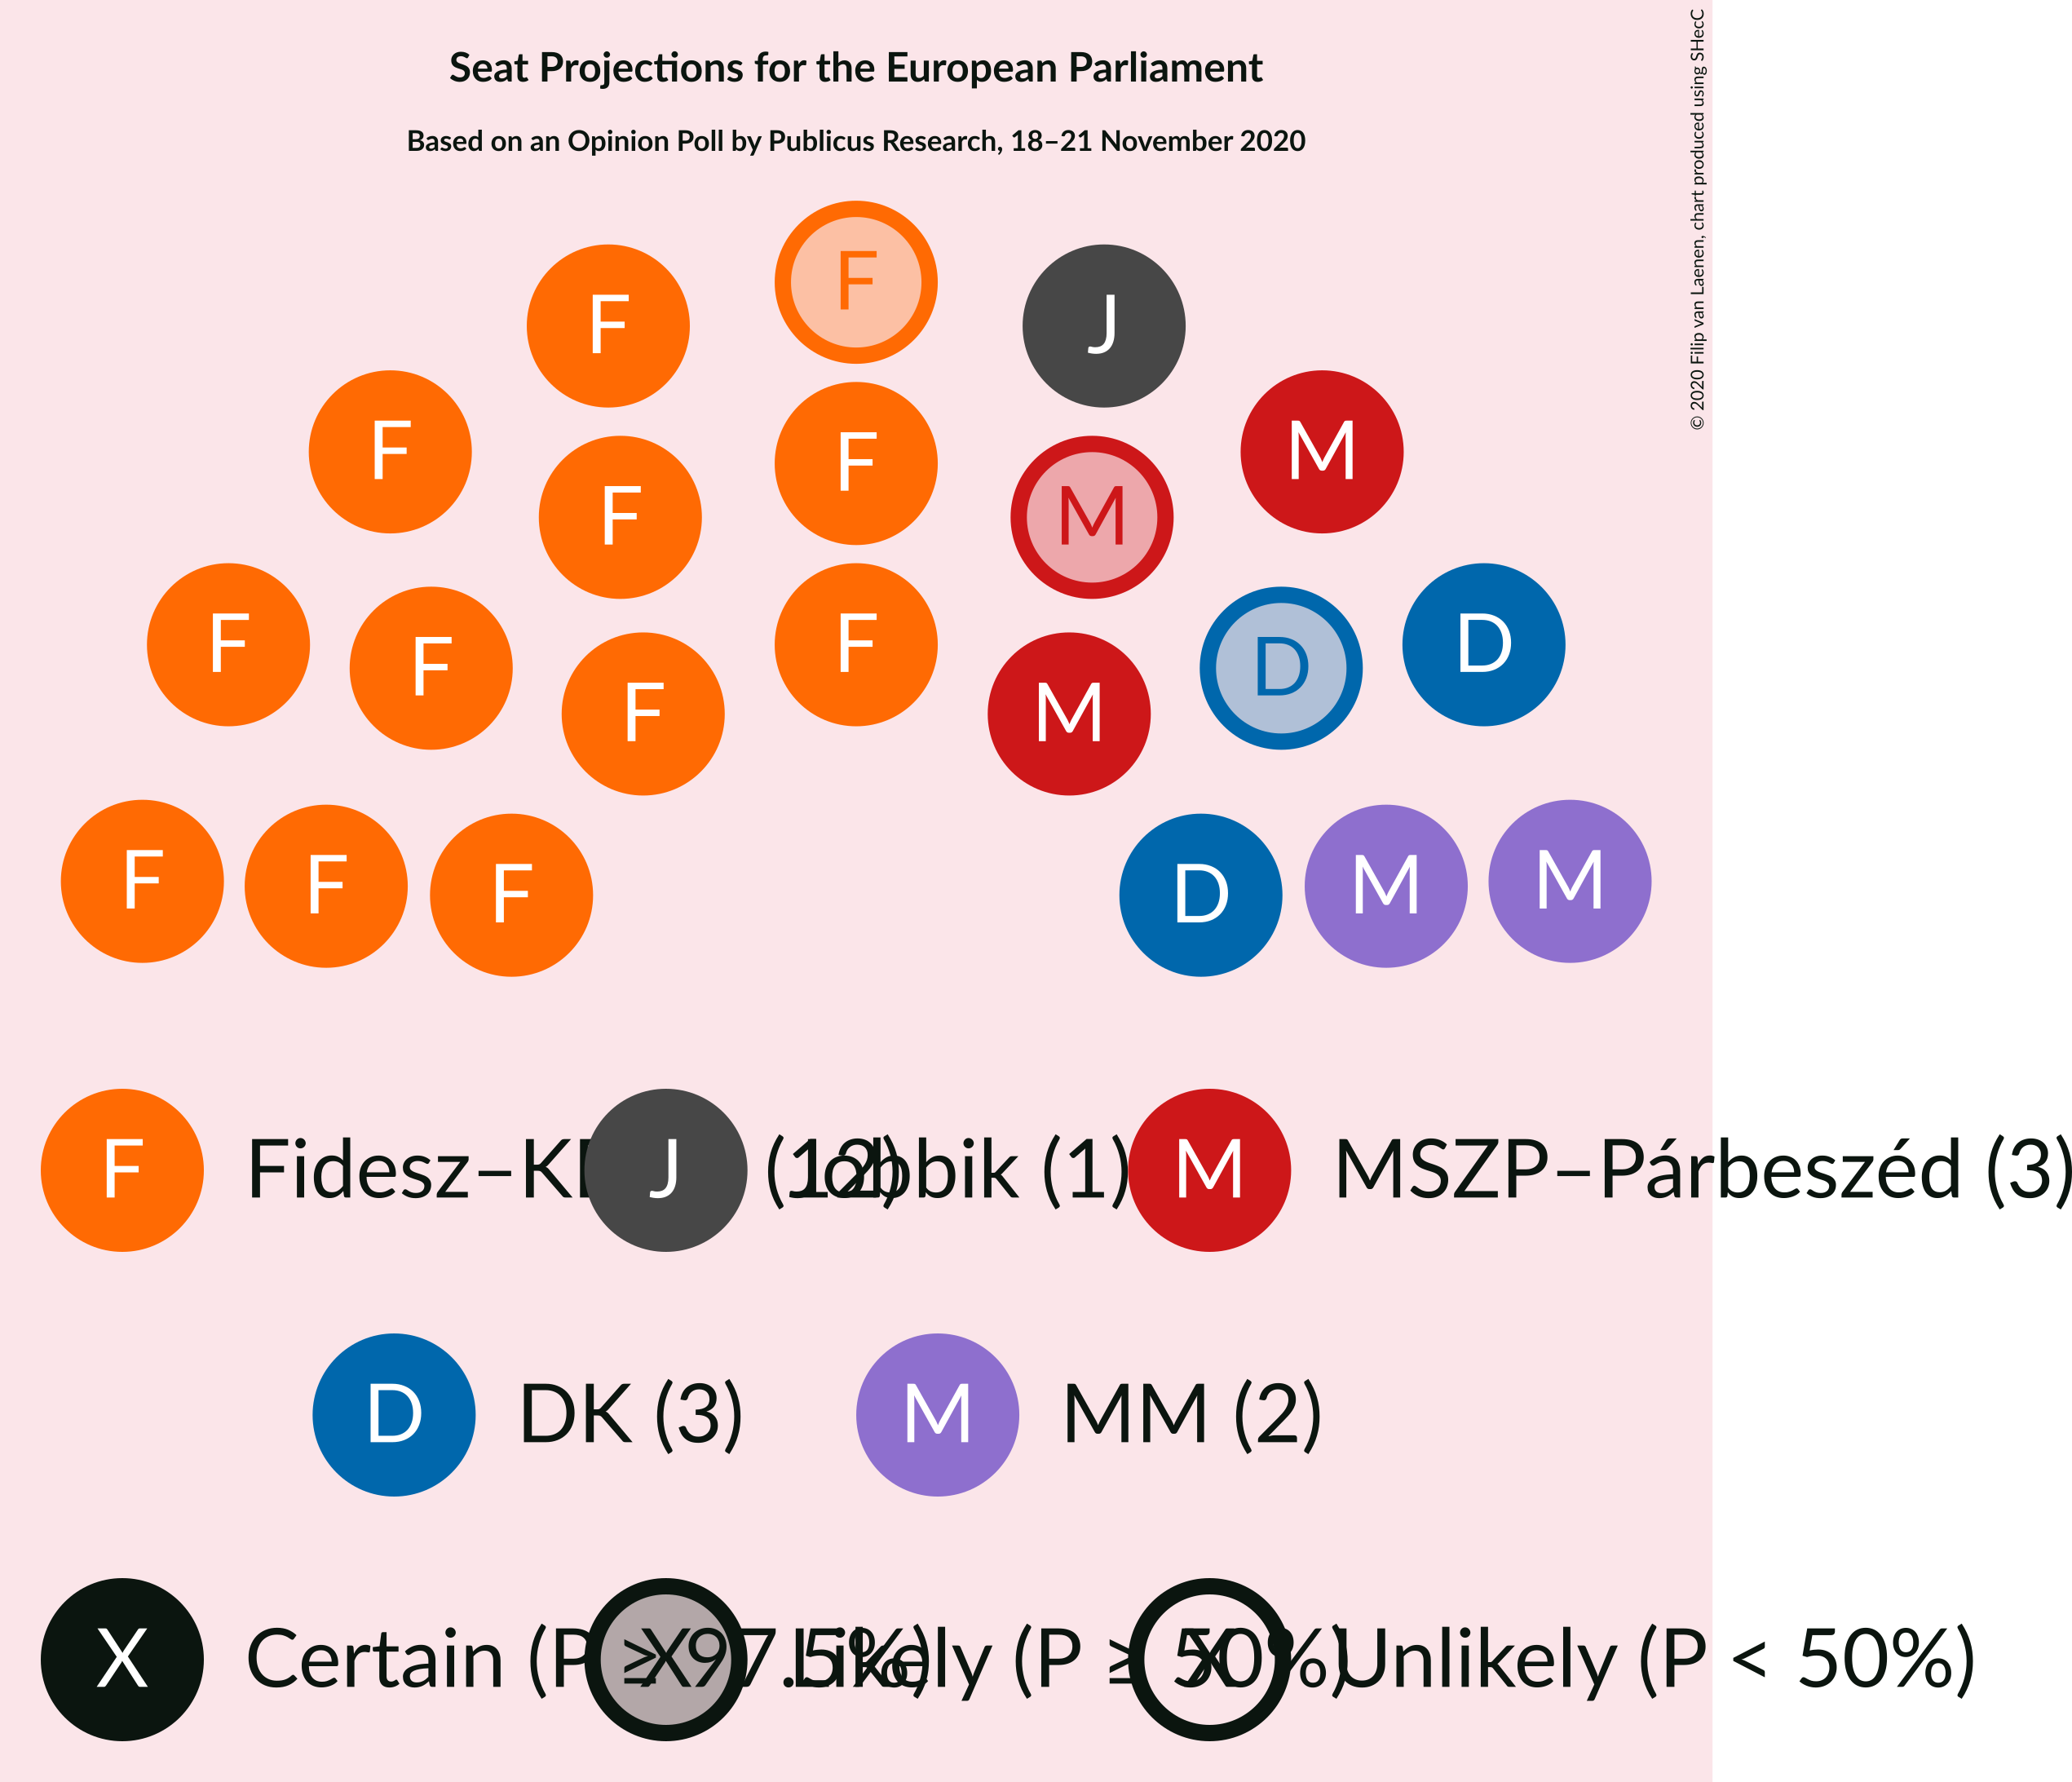 Seat Projections for the European Parliament
Based on an Opinion Poll by Publicus Research, 18–21 November 2020
© 2020 Filip van Laenen, chart produced using SHecC
F
F J
F M
F F M
F F D D
F F M
F F F D M M
F Fidesz–K (12) J Jobbik (1) M MSZP–Párbeszéd (3)
D DK (3) M MM (2)
X Certain (P ≥ 97.5%) X Likely (P ≥ 50%) X Unlikely (P < 50%)